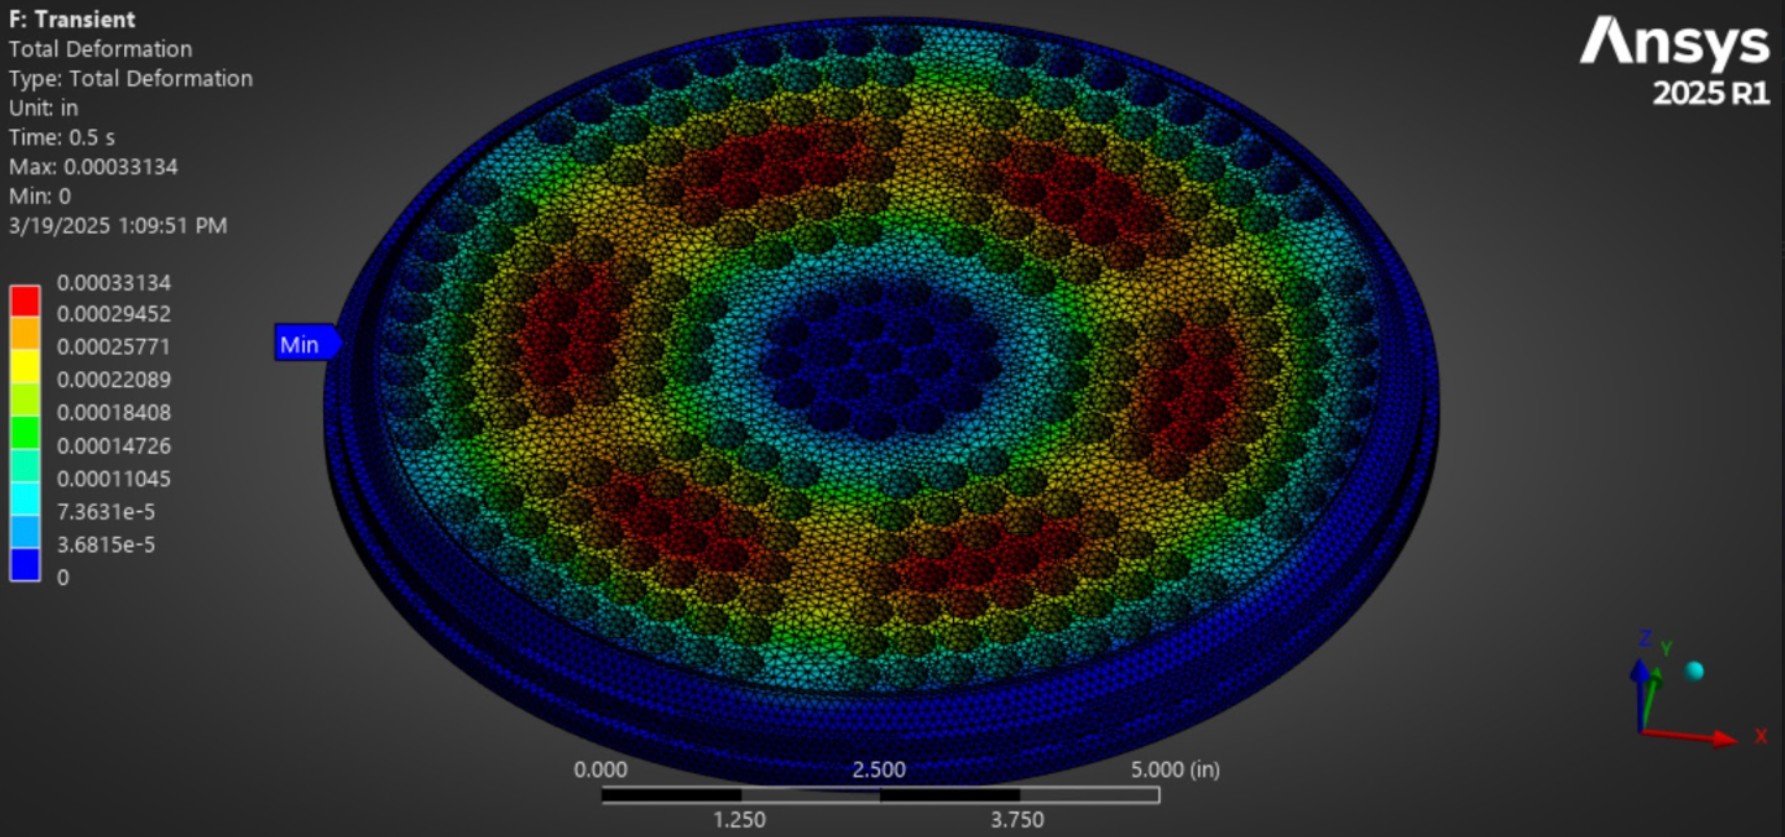 F: Transient
Total Deformation
Type: Total Deformation
Unit: in
Time: 0.5 s
Max: 0.00033134
Min: 0
3/19/2025 1:09:51 PM
0.00033134
0.00029452
0.00025771
0.00022089
0.00018408
0.00014726
0.00011045
7.3631e-5
3.6815e-5
0
Min
Ansys
2025 R1
Z
Y
X
0.000 2.500 5.000 (in)
1.250 3.750